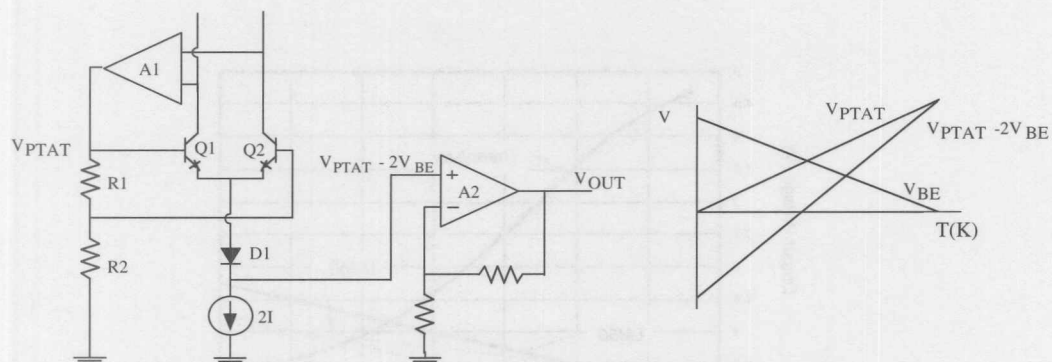 A1
Q1
Q2
V_PTAT
R1
R2
D1
2I
V_PTAT - 2V_BE
+
A2
−
V_OUT
V
V_PTAT
V_PTAT -2V_BE
V_BE
T(K)